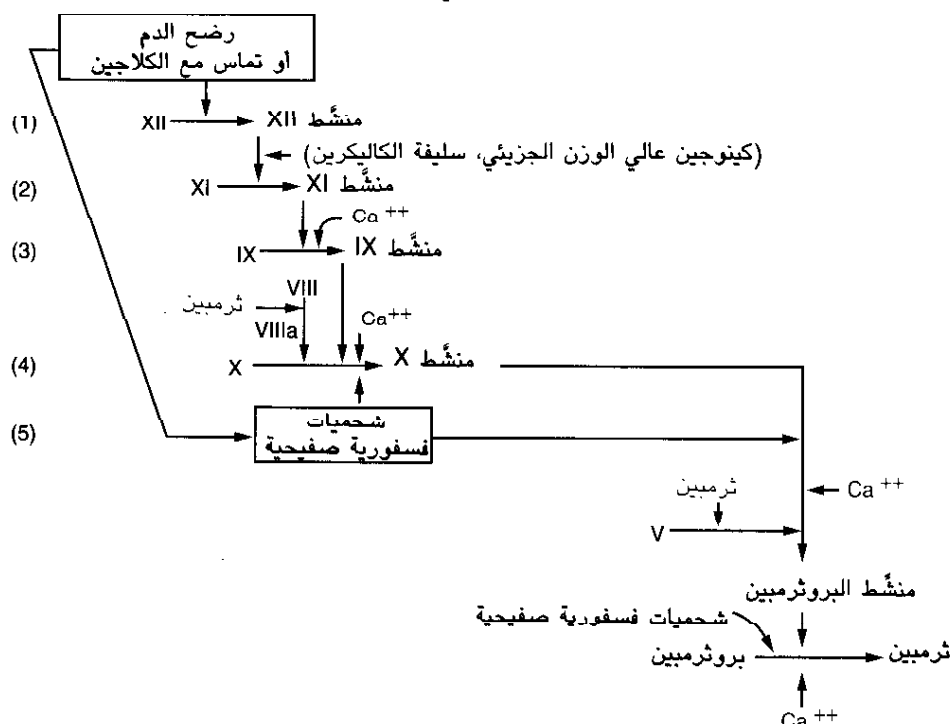 رضح الدم
أو تماس مع الكلاجين
(1) XII منشَّط XII
(كينوجين عالي الوزن الجزيئي، سليفة الكاليكرين)
(2) XI منشَّط XI
Ca ++
(3) IX منشَّط IX
VIII
ثرمبين
VIIIa
Ca++
(4) X منشَّط X
(5) شحميات
فسفورية صفيحية
Ca ++
ثرمبين
V
منشَّط البروثرمبين
شحميات فسفورية صفيحية
بروثرمبين ثرمبين
Ca ++